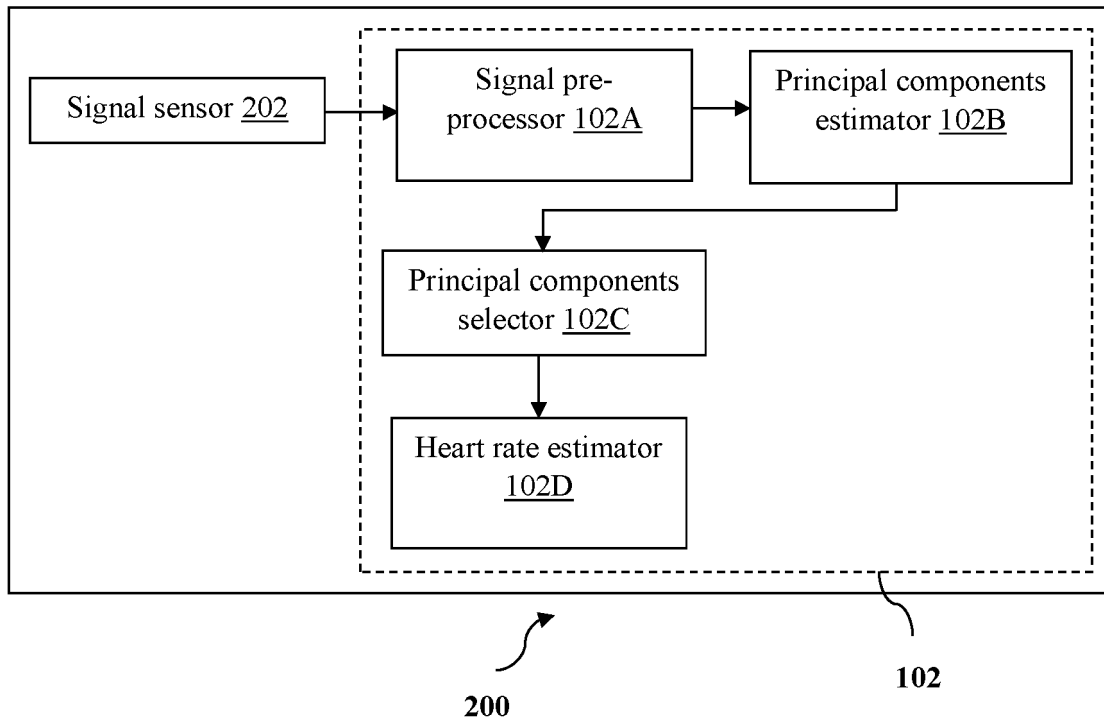 Signal sensor 202
Signal pre-
processor 102A
Principal components
estimator 102B
Principal components
selector 102C
Heart rate estimator
102D
200
102